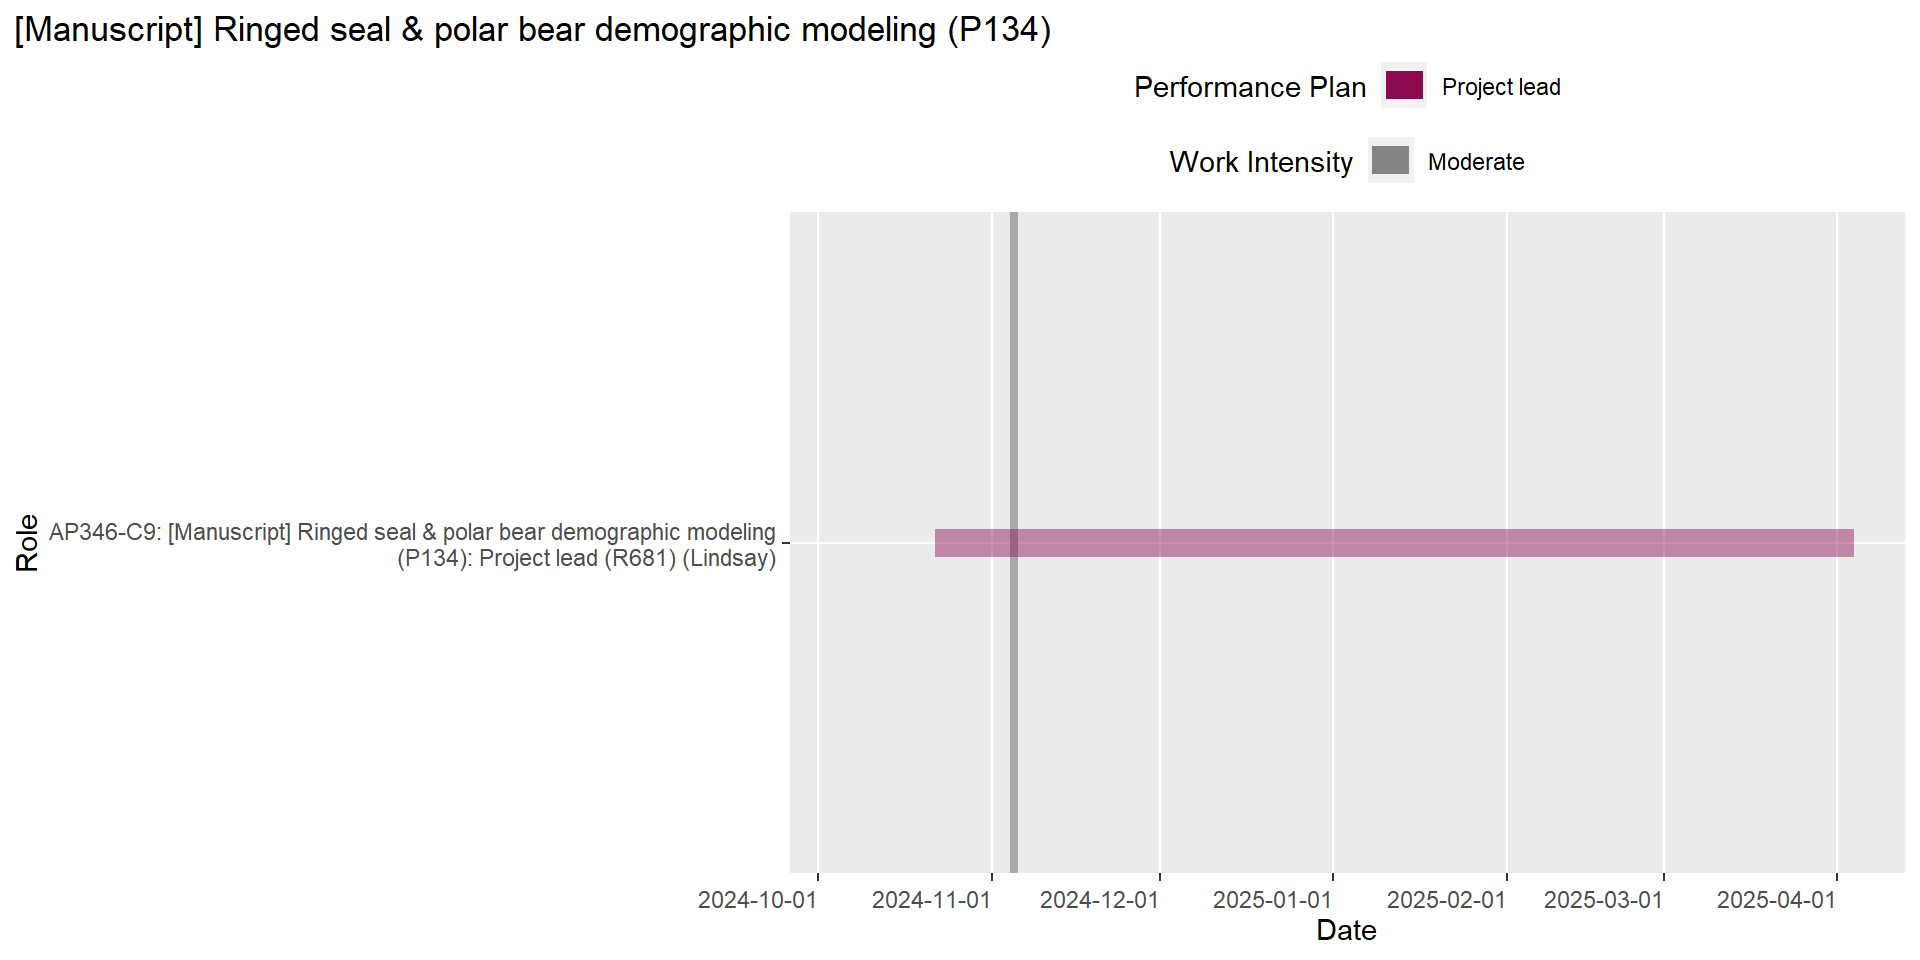 [Manuscript] Ringed seal & polar bear demographic modeling (P134)
Performance Plan
Project lead
Work Intensity
Moderate
Role
AP346-C9: [Manuscript] Ringed seal & polar bear demographic modeling
(P134): Project lead (R681) (Lindsay)
2024-10-01
2024-11-01
2024-12-01
2025-01-01
2025-02-01
2025-03-01
2025-04-01
Date